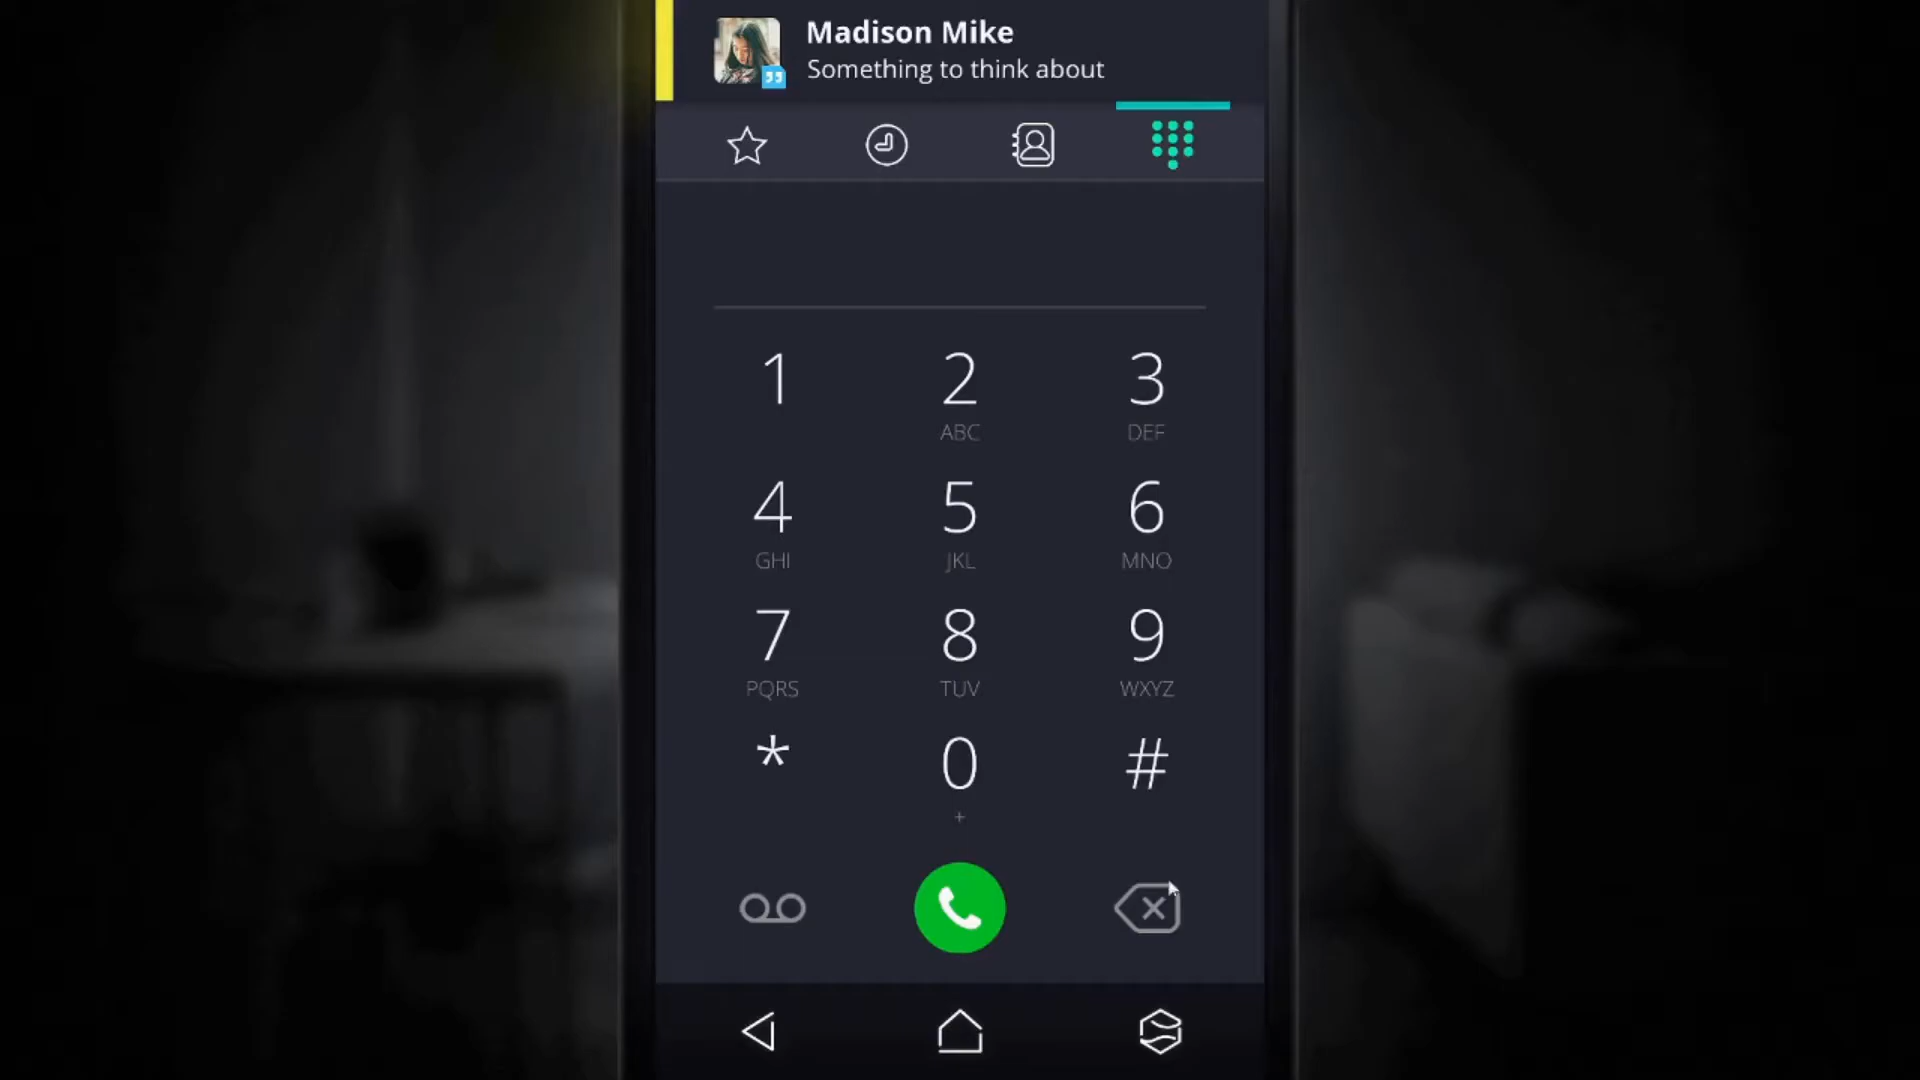 Madison Mike
Something to think about
1 2 3
ABC DEF
4 5 6
GHI JKL MNO
7 8 9
PQRS TUV WXYZ
* 0 #
+